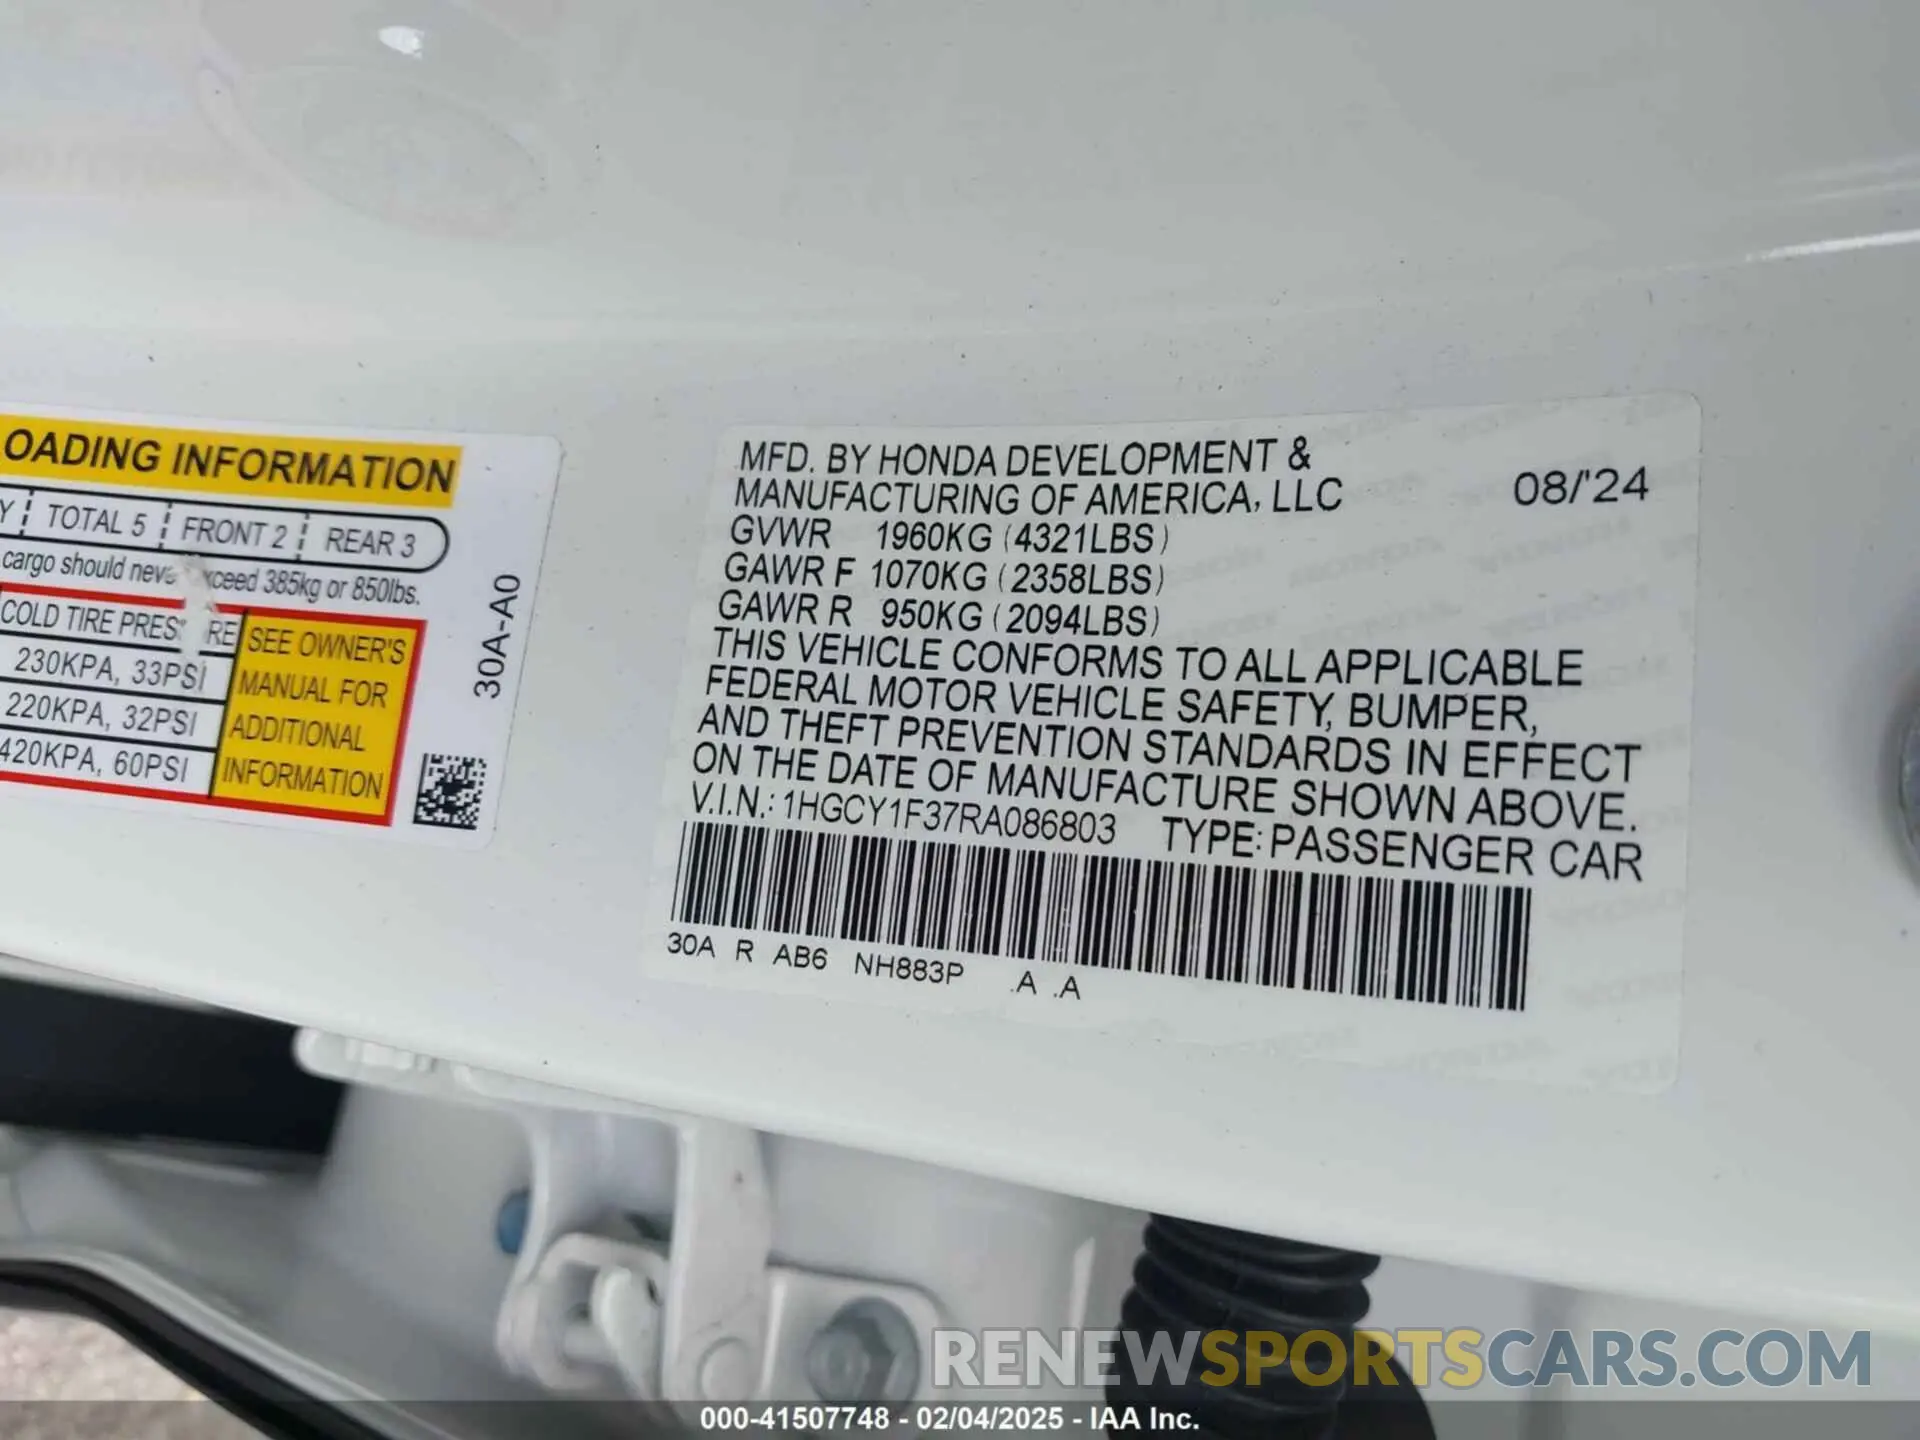 OADING INFORMATION
Y TOTAL 5 FRONT 2 REAR 3
cargo should exceed 385kg or 850lbs.
COLD TIRE
230KPA, 33PSI
220KPA, 32PSI
420KPA, 60PSI
SEE OWNER'S
MANUAL FOR
ADDITIONAL
INFORMATION
30A-A0
MFD. BY HONDA DEVELOPMENT &
MANUFACTURING OF AMERICA, LLC 08/'24
GVWR 1960KG (4321LBS)
GAWR F 1070KG (2358LBS)
GAWR R 950KG (2094LBS)
THIS VEHICLE CONFORMS TO ALL APPLICABLE
FEDERAL MOTOR VEHICLE SAFETY, BUMPER,
AND THEFT PREVENTION STANDARDS IN EFFECT
ON THE DATE OF MANUFACTURE SHOWN ABOVE.
V.I.N.: 1HGCY1F37RA086803 TYPE: PASSENGER CAR
30A R AB6 NH883P .A .A
RENEWSPORTSCARS.COM
000-41507748 - 02/04/2025 - IAA Inc.